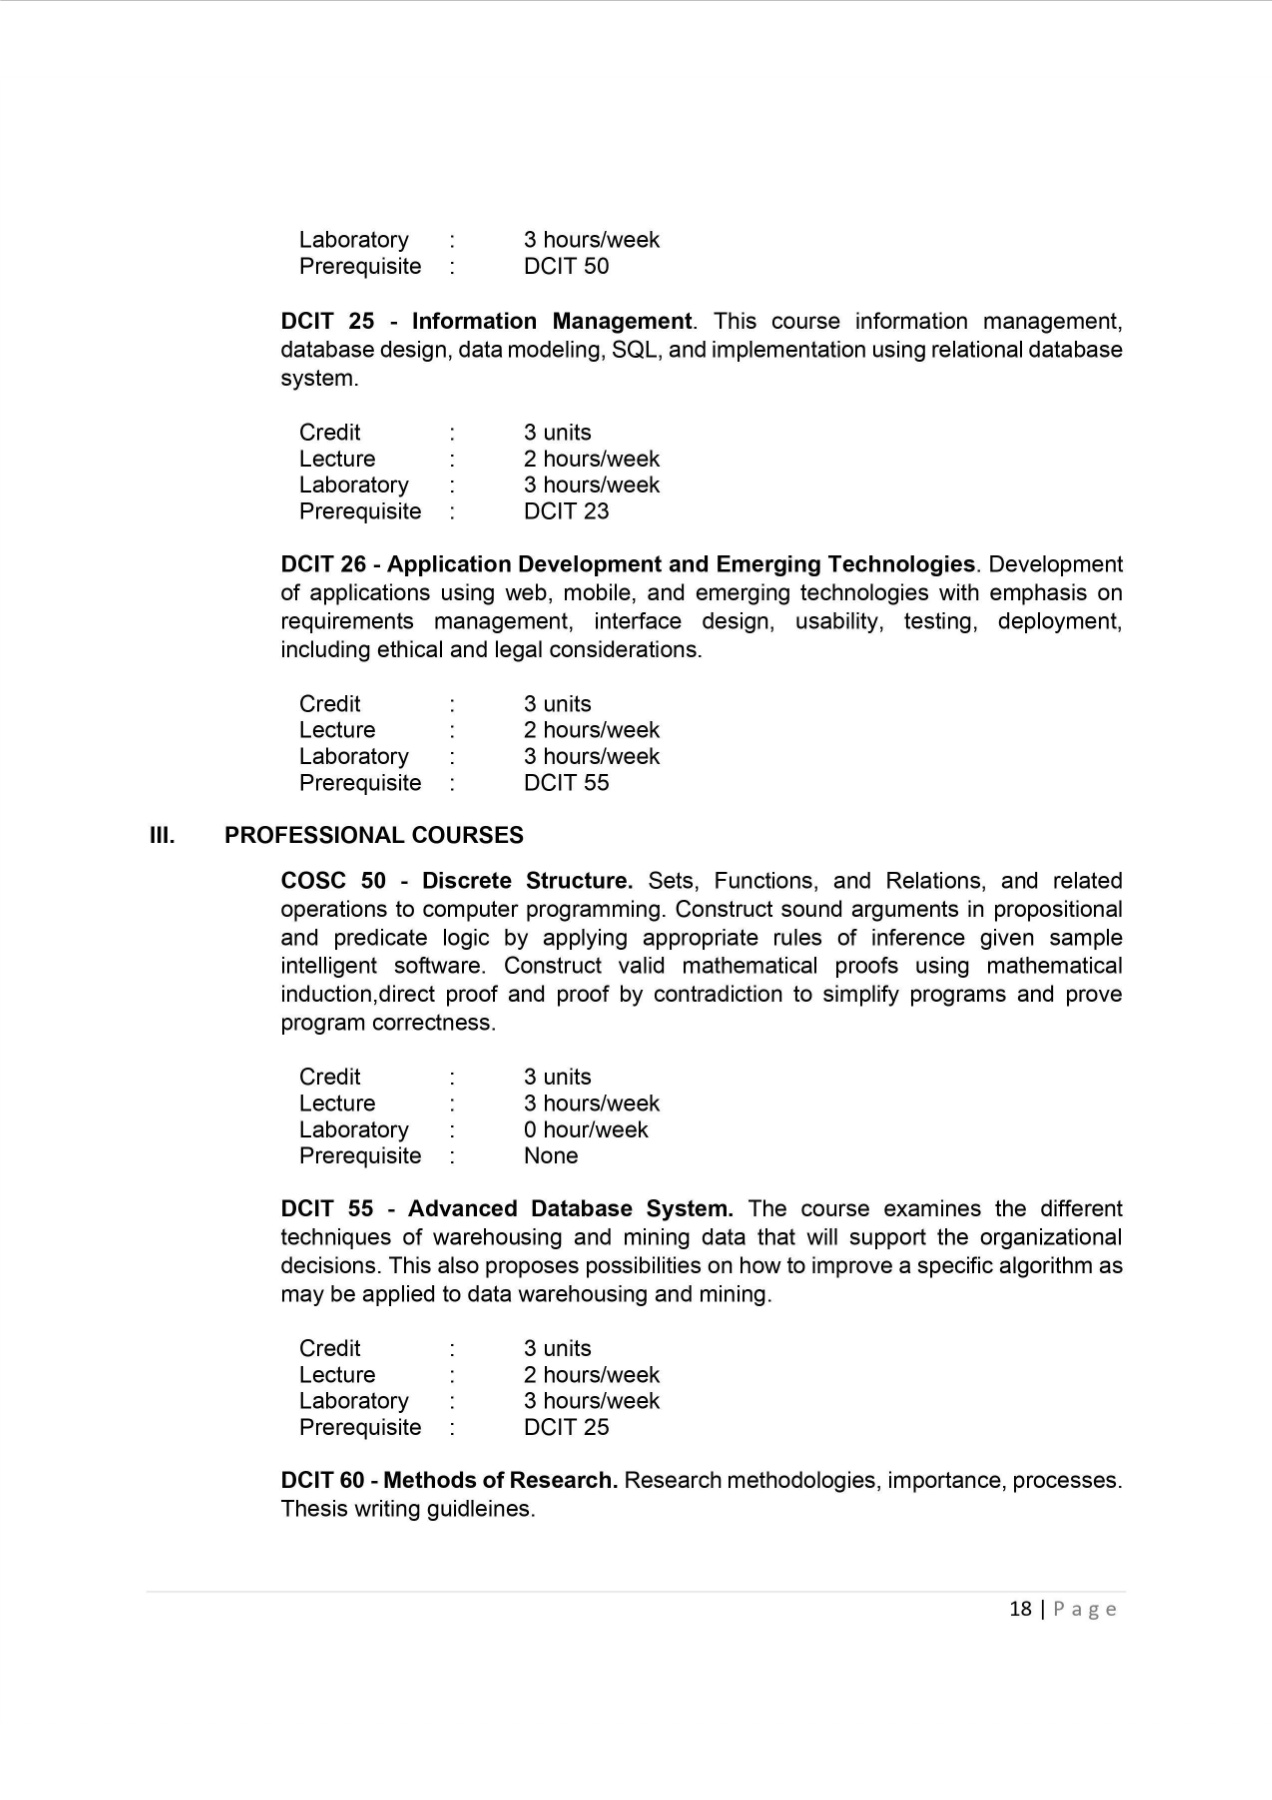 Laboratory : 3 hours/week
Prerequisite : DCIT 50
DCIT 25 - Information Management. This course information management,
database design, data modeling, SQL, and implementation using relational database
system.
Credit : 3 units
Lecture : 2 hours/week
Laboratory : 3 hours/week
Prerequisite : DCIT 23
DCIT 26 - Application Development and Emerging Technologies. Development
of applications using web, mobile, and emerging technologies with emphasis on
requirements management, interface design, usability, testing, deployment,
including ethical and legal considerations.
Credit : 3 units
Lecture : 2 hours/week
Laboratory : 3 hours/week
Prerequisite : DCIT 55
III. PROFESSIONAL COURSES
COSC 50 - Discrete Structure. Sets, Functions, and Relations, and related
operations to computer programming. Construct sound arguments in propositional
and predicate logic by applying appropriate rules of inference given sample
intelligent software. Construct valid mathematical proofs using mathematical
induction,direct proof and proof by contradiction to simplify programs and prove
program correctness.
Credit : 3 units
Lecture : 3 hours/week
Laboratory : 0 hour/week
Prerequisite : None
DCIT 55 - Advanced Database System. The course examines the different
techniques of warehousing and mining data that will support the organizational
decisions. This also proposes possibilities on how to improve a specific algorithm as
may be applied to data warehousing and mining.
Credit : 3 units
Lecture : 2 hours/week
Laboratory : 3 hours/week
Prerequisite : DCIT 25
DCIT 60 - Methods of Research. Research methodologies, importance, processes.
Thesis writing guidleines.
18 | P a g e